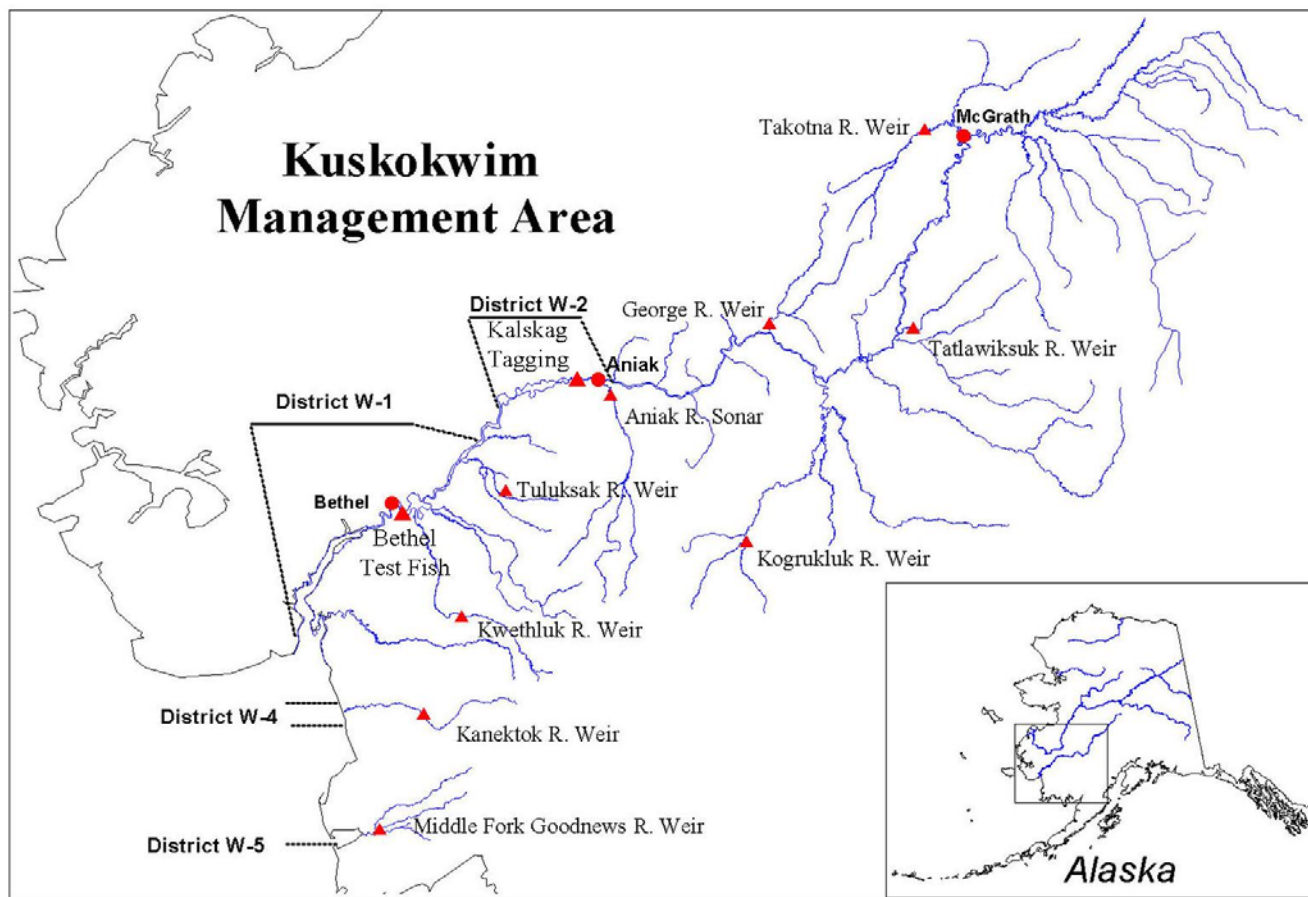 Kuskokwim
Management Area
McGrath
Takotna R. Weir
District W-2
George R. Weir
Kalskag
Tagging
Tatlawiksuk R. Weir
Aniak
District W-1
Aniak R. Sonar
Bethel
Tuluksak R. Weir
Bethel
Test Fish
Kogrukluk R. Weir
Kwethluk R. Weir
District W-4
Kanektok R. Weir
Middle Fork Goodnews R. Weir
District W-5
Alaska